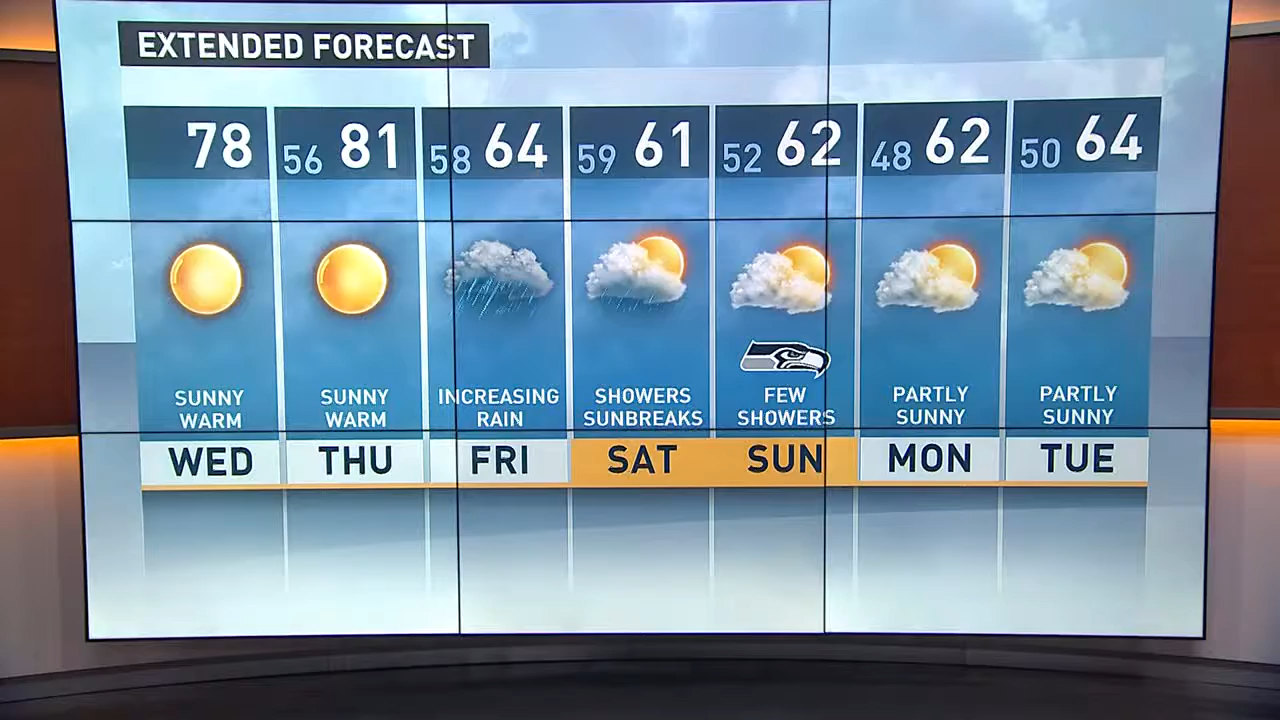 EXTENDED FORECAST
78
56 81
58 64
59 61
52 62
48 62
50 64
SUNNY
WARM
SUNNY
WARM
INCREASING
RAIN
SHOWERS
SUNBREAKS
FEW
SHOWERS
PARTLY
SUNNY
PARTLY
SUNNY
WED
THU
FRI
SAT
SUN
MON
TUE